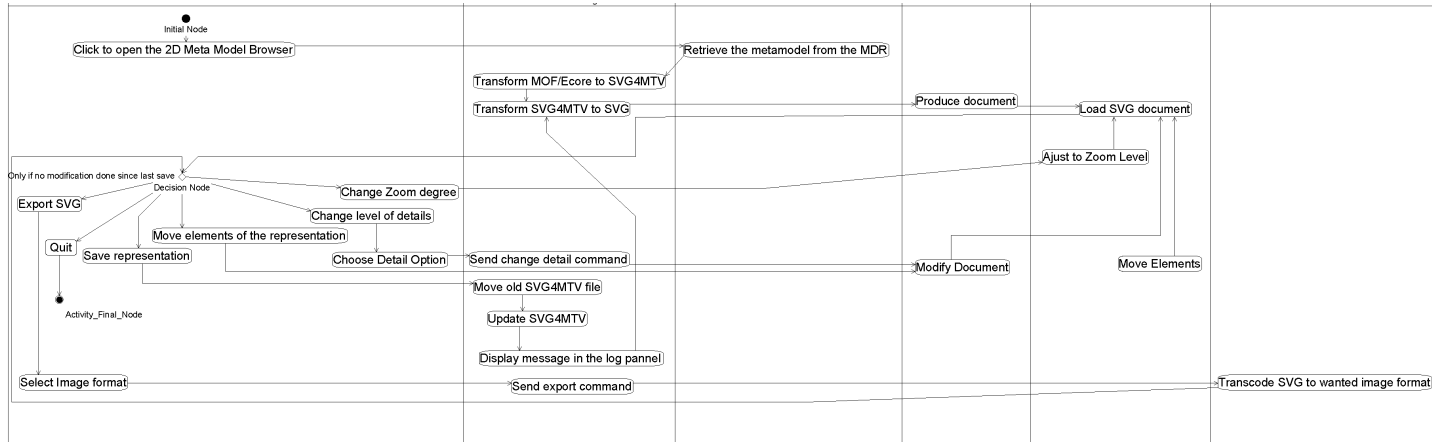 Initial Node
Click to open the 2D Meta Model Browser
Retrieve the metamodel from the MDR
Transform MOF/Ecore to SVG4MTV
Transform SVG4MTV to SVG
Produce document
Load SVG document
Ajust to Zoom Level
Only if no modification done since last save
Decision Node
Change Zoom degree
Export SVG
Change level of details
Move elements of the representation
Quit
Save representation
Choose Detail Option
Send change detail command
Modify Document
Move Elements
Move old SVG4MTV file
Activity_Final_Node
Update SVG4MTV
Display message in the log pannel
Select Image format
Send export command
Transcode SVG to wanted image format